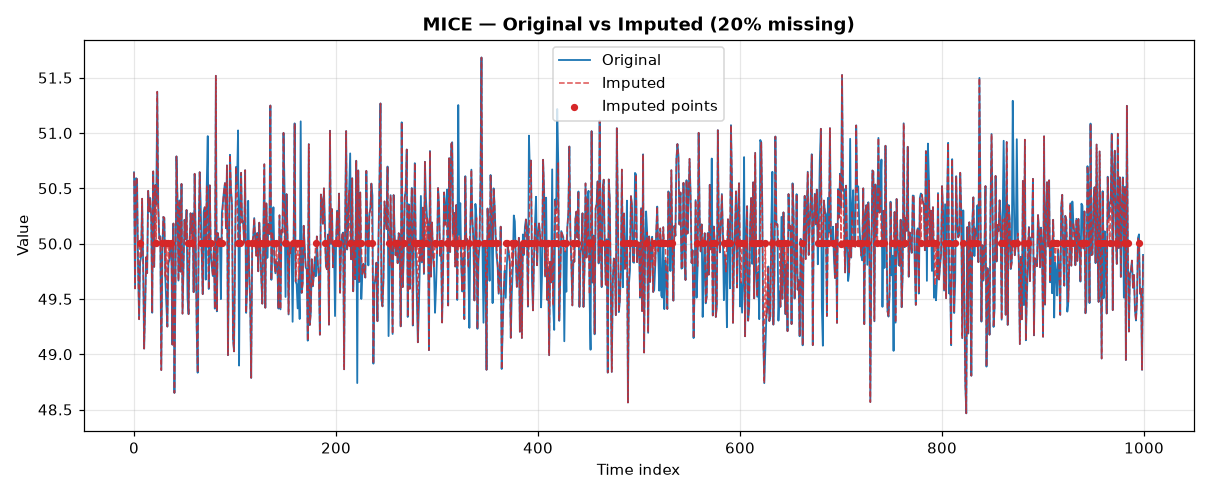 MICE — Original vs Imputed (20% missing)
Original
Imputed
Imputed points
Value
51.5
51.0
50.5
50.0
49.5
49.0
48.5
0
200
400
600
800
1000
Time index